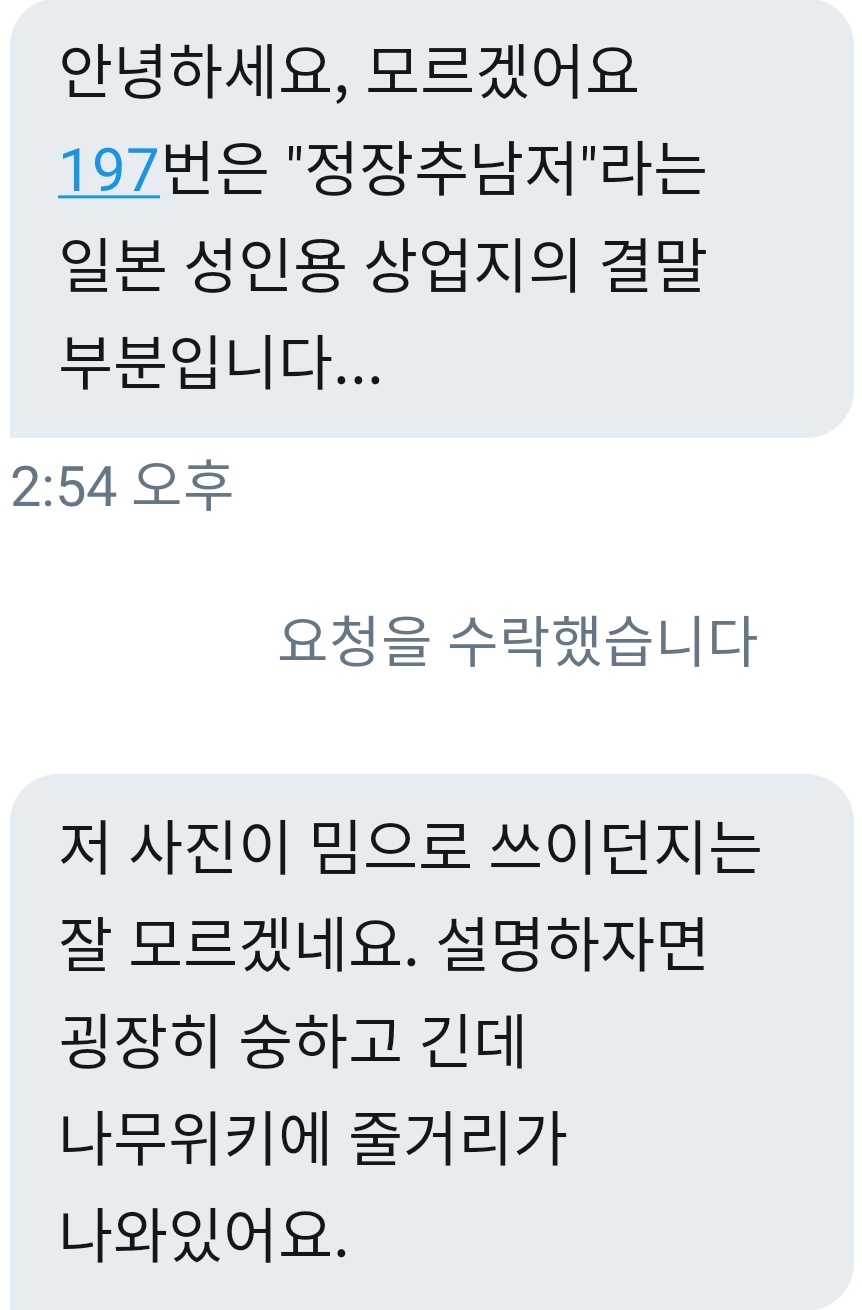 안녕하세요, 모르겠어요
197번은 "정장추남저"라는
일본 성인용 상업지의 결말
부분입니다...
2:54 오후
요청을 수락했습니다
저 사진이 밈으로 쓰이던지는
잘 모르겠네요. 설명하자면
굉장히 숭하고 긴데
나무위키에 줄거리가
나와있어요.